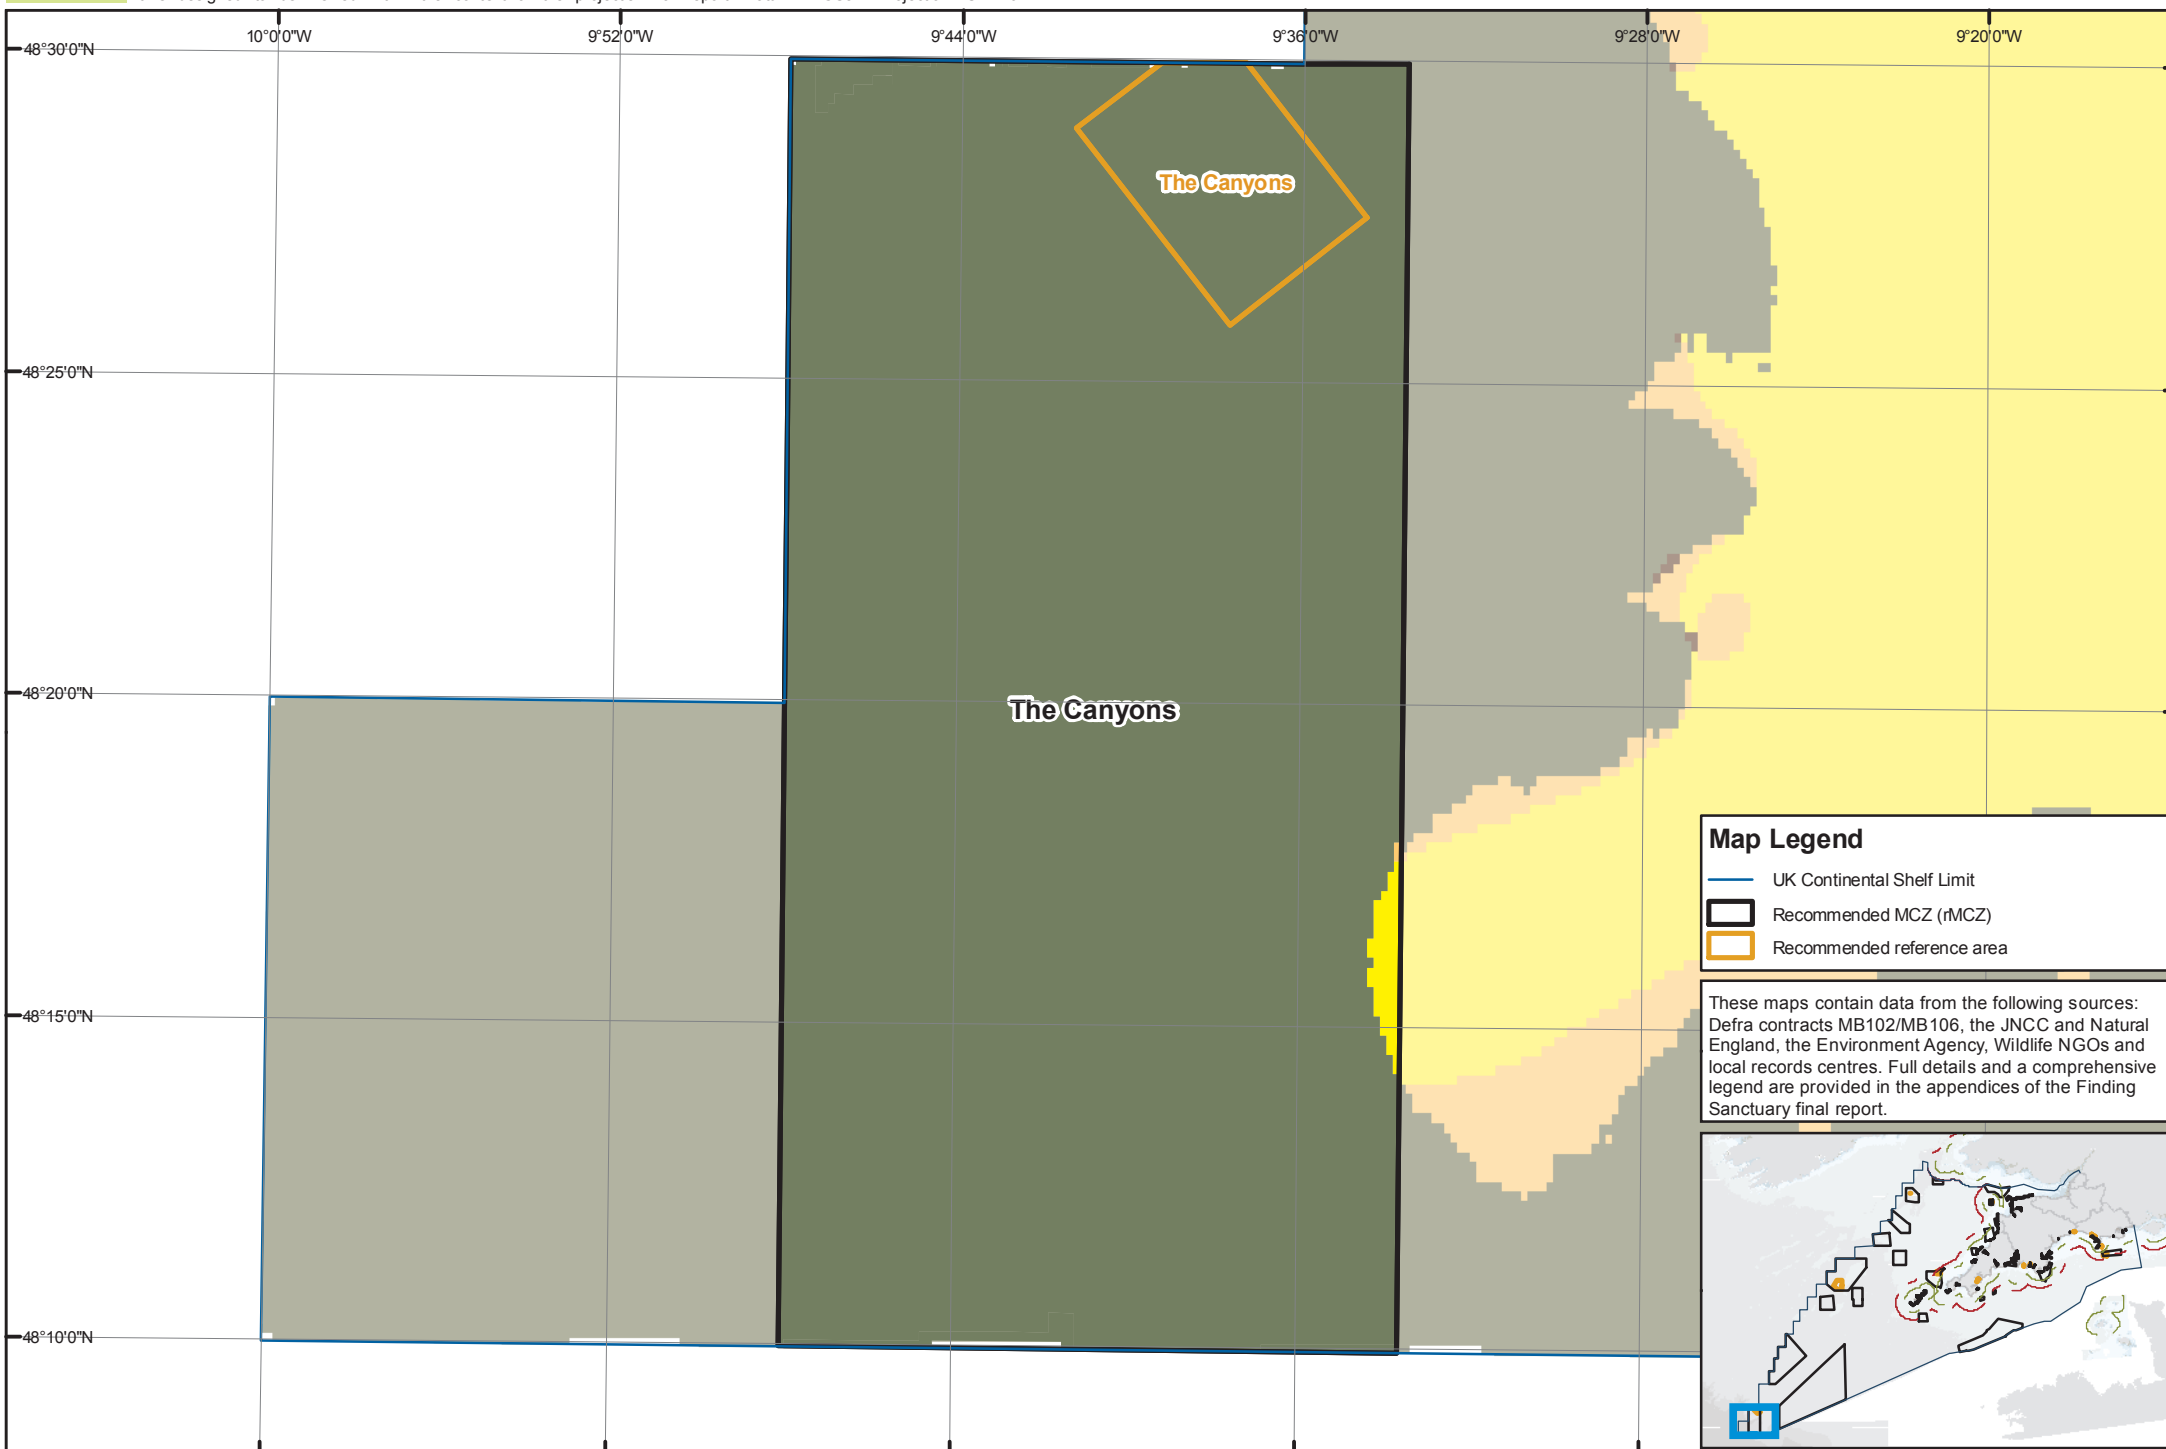 10°0'0"W 9°52'0"W 9°44'0"W 9°36'0"W 9°28'0"W 9°20'0"W
48°30'0"N
The Canyons
48°25'0"N
48°20'0"N
The Canyons
48°15'0"N
48°10'0"N
Map Legend
UK Continental Shelf Limit
Recommended MCZ (rMCZ)
Recommended reference area
These maps contain data from the following sources:
Defra contracts MB102/MB106, the JNCC and Natural
England, the Environment Agency, Wildlife NGOs and
local records centres. Full details and a comprehensive
legend are provided in the appendices of the Finding
Sanctuary final report.